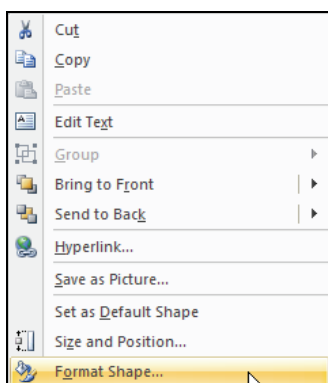 Cut
Copy
Paste
Edit Text
Group
Bring to Front
Send to Back
Hyperlink...
Save as Picture...
Set as Default Shape
Size and Position...
Format Shape...